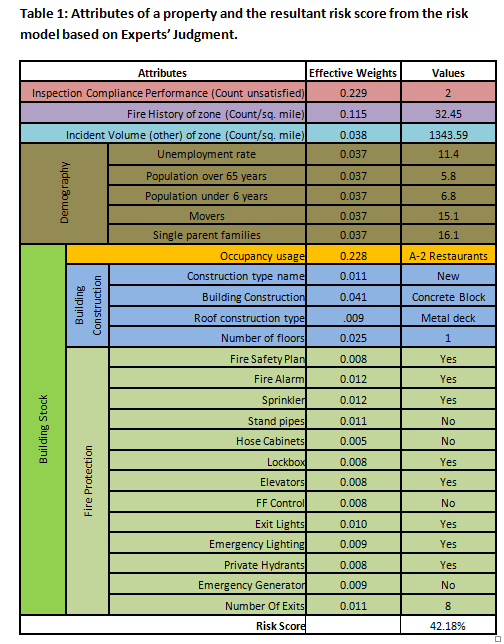 Table 1: Attributes of a property and the resultant risk score from the risk
model based on Experts' Judgment.
Attributes Effective Weights Values
Inspection Compliance Performance (Count unsatisfied) 0.229 2
Fire History of zone (Count/sq. mile) 0.115 32.45
Incident Volume (other) of zone (Count/sq. mile) 0.038 1343.59
Demography
Unemployment rate 0.037 11.4
Population over 65 years 0.037 5.8
Population under 6 years 0.037 6.8
Movers 0.037 15.1
Single parent families 0.037 16.1
Building Stock
Occupancy usage 0.228 A-2 Restaurants
Building
Construction
Construction type name 0.011 New
Building Construction 0.041 Concrete Block
Roof construction type .009 Metal deck
Number of floors 0.025 1
Fire Protection
Fire Safety Plan 0.008 Yes
Fire Alarm 0.012 Yes
Sprinkler 0.012 Yes
Stand pipes 0.011 No
Hose Cabinets 0.005 No
Lockbox 0.008 Yes
Elevators 0.008 Yes
FF Control 0.008 No
Exit Lights 0.010 Yes
Emergency Lighting 0.009 Yes
Private Hydrants 0.008 Yes
Emergency Generator 0.009 No
Number Of Exits 0.011 8
Risk Score 42.18%